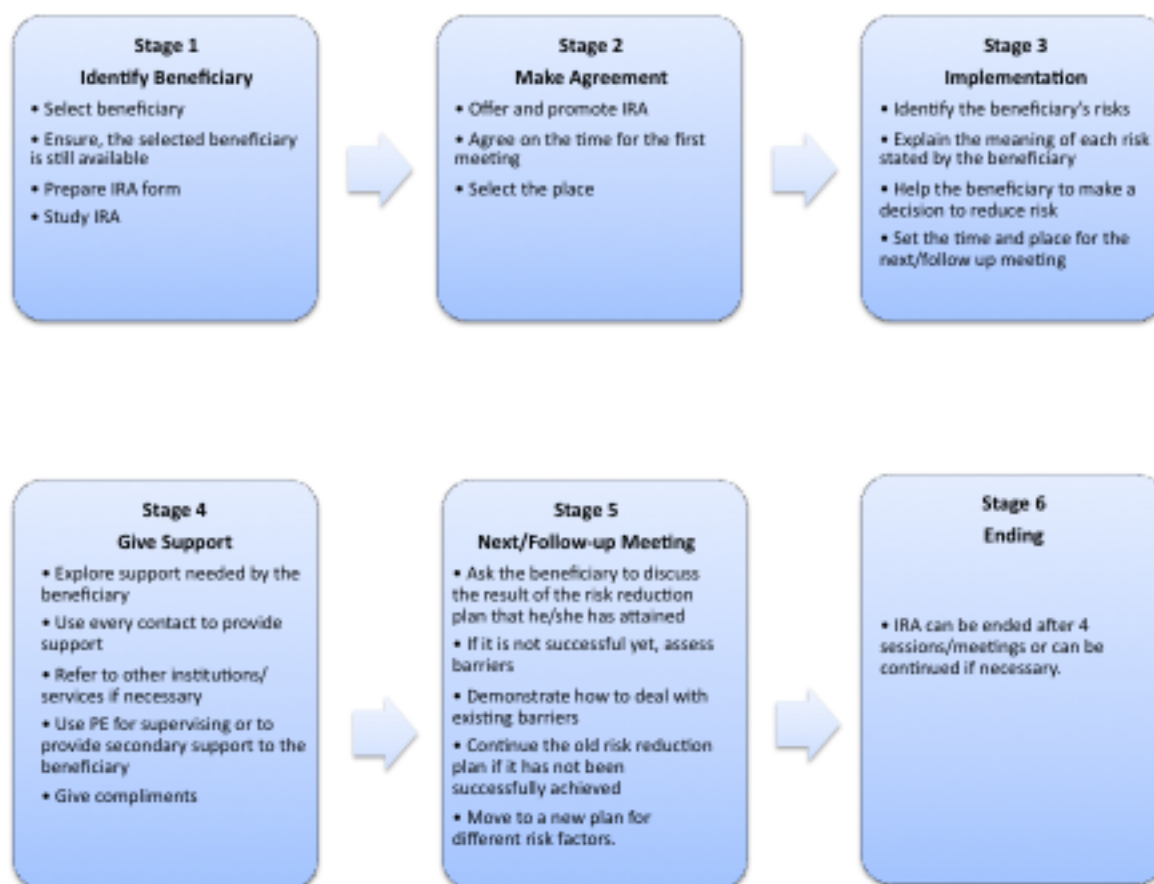 Stage 1
Identify Beneficiary
• Select beneficiary
• Ensure, the selected beneficiary
is still available
• Prepare IRA form
• Study IRA
Stage 2
Make Agreement
• Offer and promote IRA
• Agree on the time for the first
meeting
• Select the place
Stage 3
Implementation
• Identify the beneficiary's risks
• Explain the meaning of each risk
stated by the beneficiary
• Help the beneficiary to make a
decision to reduce risk
• Set the time and place for the
next/follow up meeting
Stage 4
Give Support
• Explore support needed by the
beneficiary
• Use every contact to provide
support
• Refer to other institutions/
services if necessary
• Use PE for supervising or to
provide secondary support to the
beneficiary
• Give compliments
Stage 5
Next/Follow-up Meeting
• Ask the beneficiary to discuss
the result of the risk reduction
plan that he/she has attained
• If it is not successful yet, assess
barriers
• Demonstrate how to deal with
existing barriers
• Continue the old risk reduction
plan if it has not been
successfully achieved
• Move to a new plan for
different risk factors.
Stage 6
Ending
• IRA can be ended after 4
sessions/meetings or can be
continued if necessary.